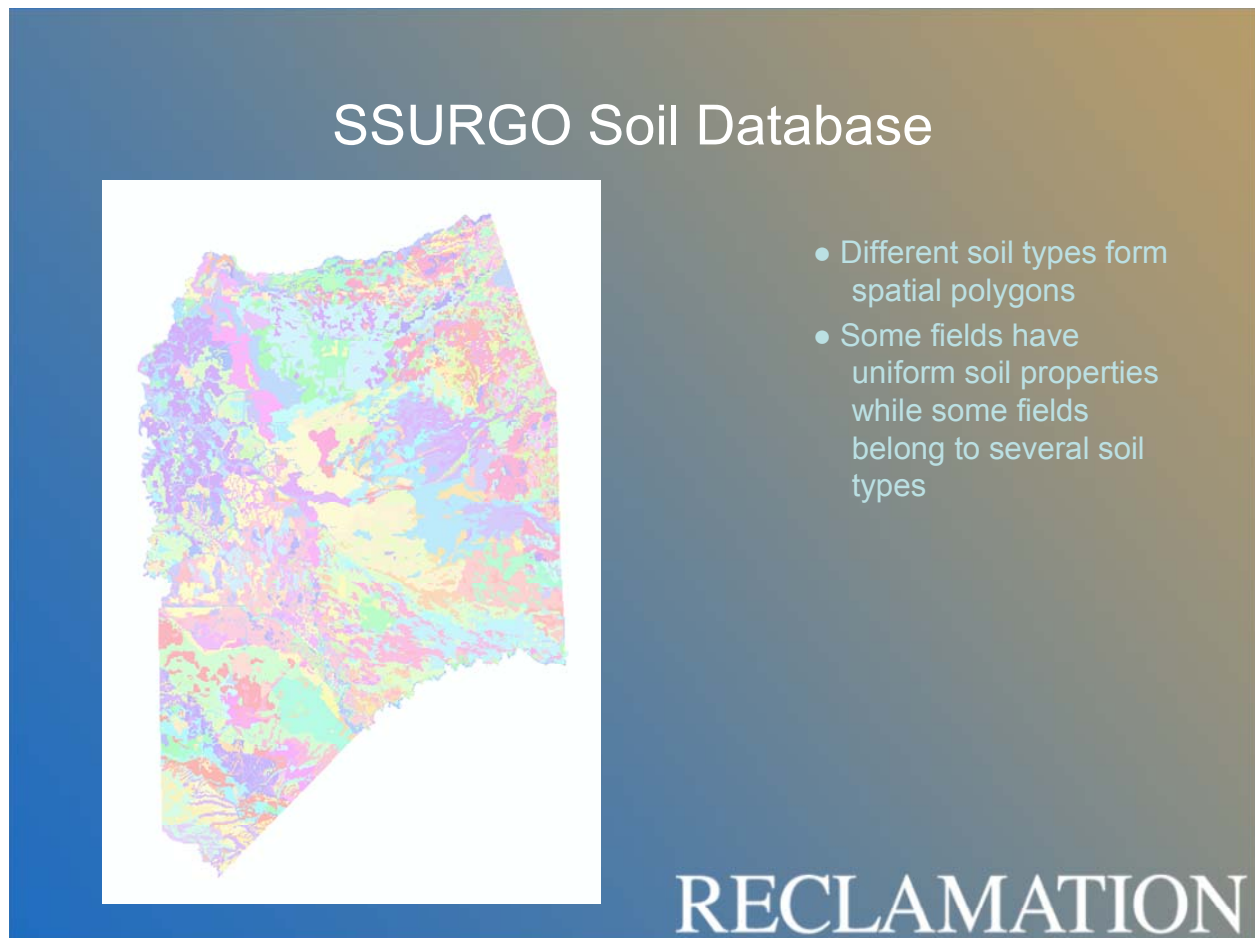 SSURGO Soil Database
● Different soil types form
spatial polygons
● Some fields have
uniform soil properties
while some fields
belong to several soil
types
RECLAMATION